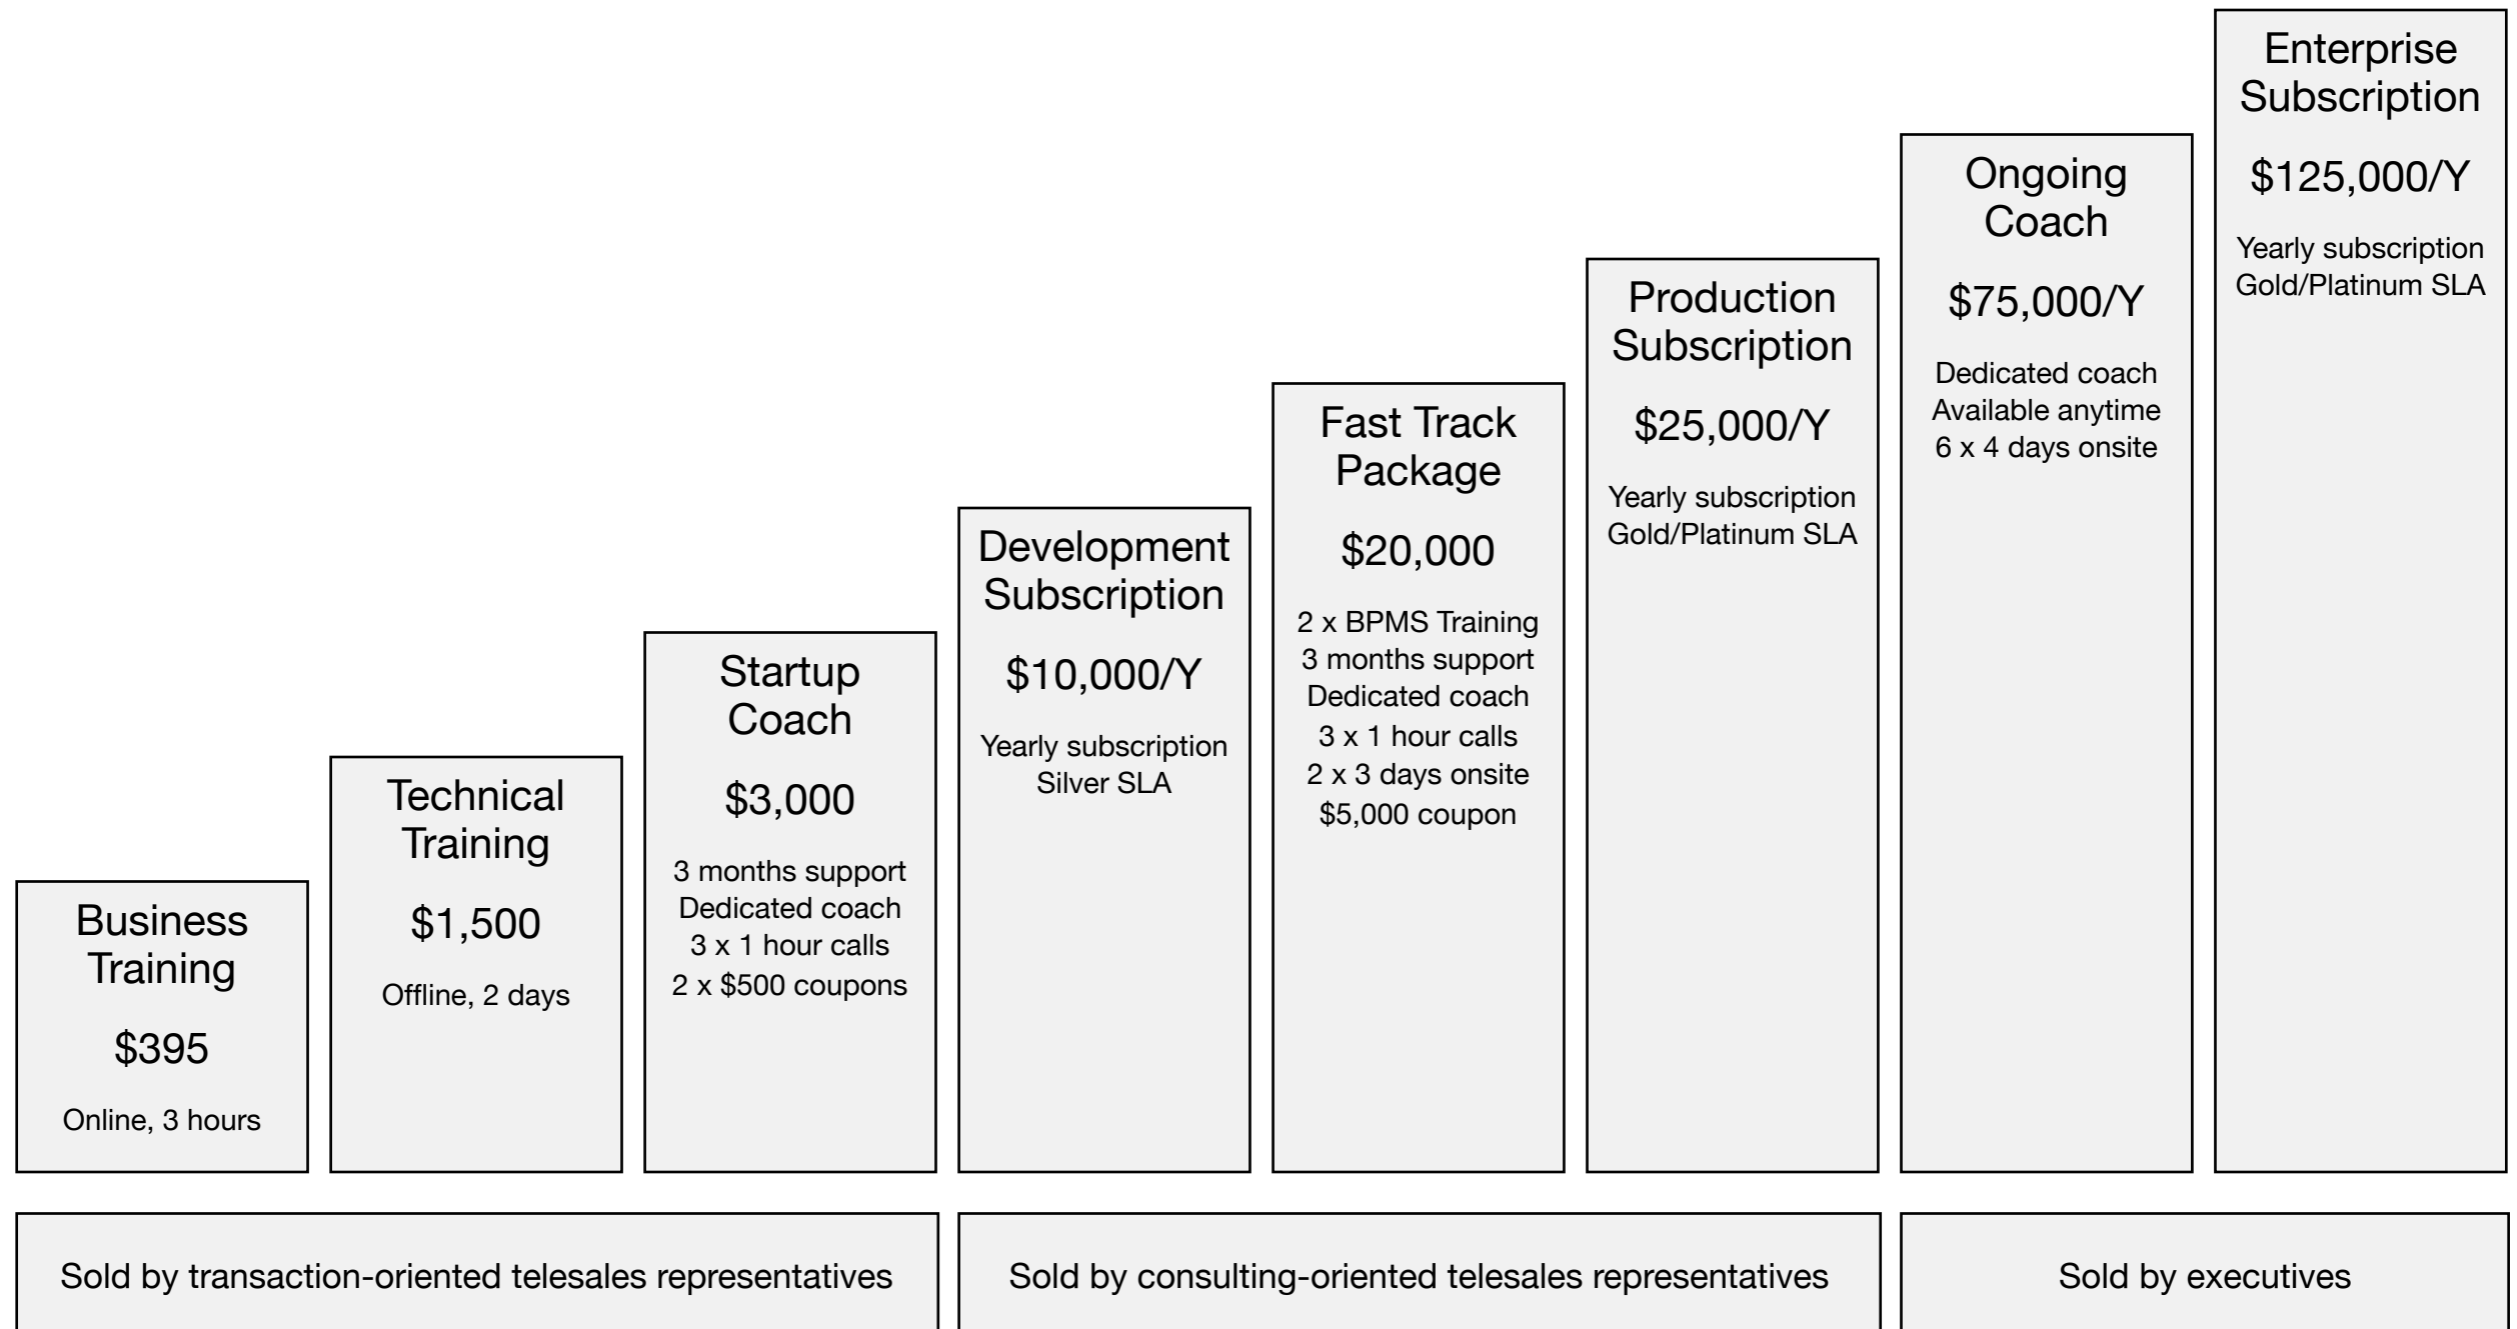 Business
Training
$395
Online, 3 hours
Technical
Training
$1,500
Offline, 2 days
Startup
Coach
$3,000
3 months support
Dedicated coach
3 x 1 hour calls
2 x $500 coupons
Development
Subscription
$10,000/Y
Yearly subscription
Silver SLA
Fast Track
Package
$20,000
2 x BPMS Training
3 months support
Dedicated coach
3 x 1 hour calls
2 x 3 days onsite
$5,000 coupon
Production
Subscription
$25,000/Y
Yearly subscription
Gold/Platinum SLA
Ongoing
Coach
$75,000/Y
Dedicated coach
Available anytime
6 x 4 days onsite
Enterprise
Subscription
$125,000/Y
Yearly subscription
Gold/Platinum SLA
Sold by transaction-oriented telesales representatives
Sold by consulting-oriented telesales representatives
Sold by executives